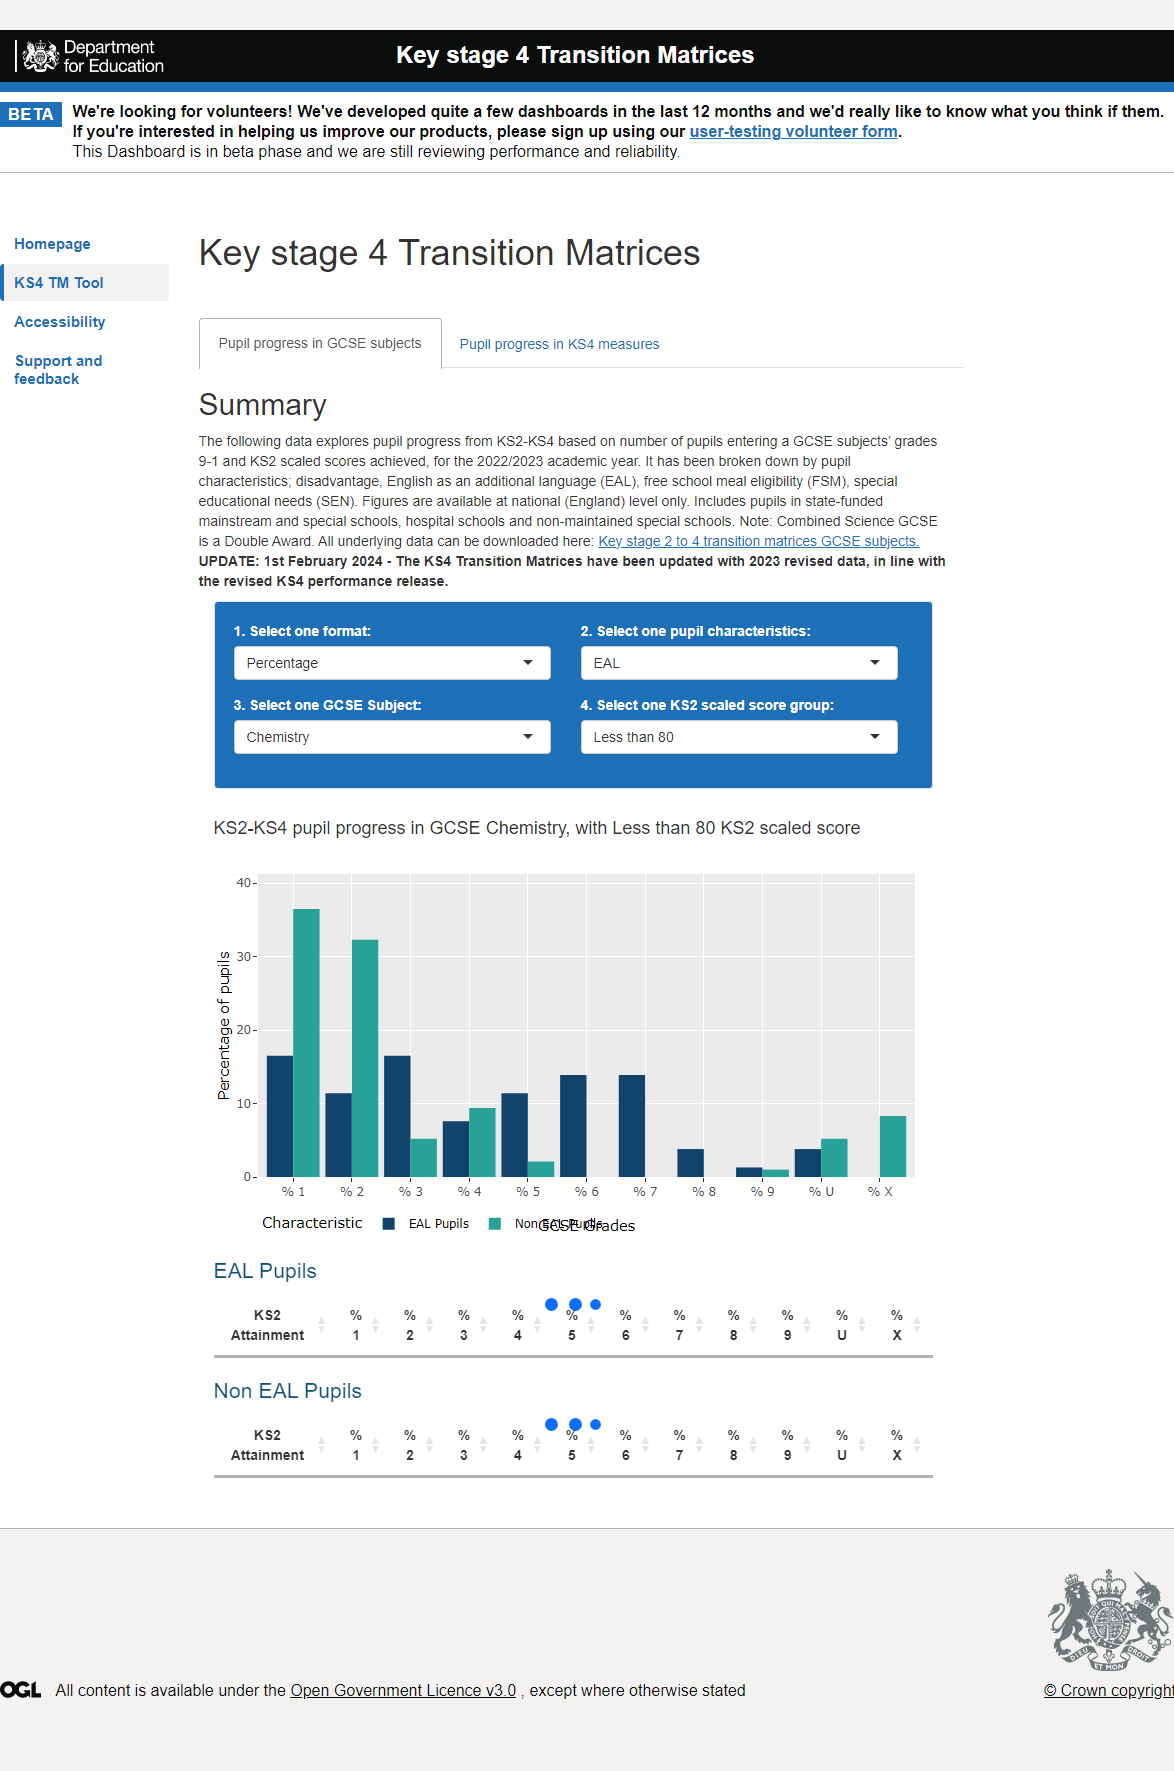 Department
for Education
Key stage 4 Transition Matrices
BETA
We're looking for volunteers! We've developed quite a few dashboards in the last 12 months and we'd really like to know what you think if them.
If you're interested in helping us improve our products, please sign up using our user-testing volunteer form.
This Dashboard is in beta phase and we are still reviewing performance and reliability.
Homepage
KS4 TM Tool
Accessibility
Support and
feedback
Key stage 4 Transition Matrices
Pupil progress in GCSE subjects
Pupil progress in KS4 measures
Summary
The following data explores pupil progress from KS2-KS4 based on number of pupils entering a GCSE subjects' grades
9-1 and KS2 scaled scores achieved, for the 2022/2023 academic year. It has been broken down by pupil
characteristics; disadvantage, English as an additional language (EAL), free school meal eligibility (FSM), special
educational needs (SEN). Figures are available at national (England) level only. Includes pupils in state-funded
mainstream and special schools, hospital schools and non-maintained special schools. Note: Combined Science GCSE
is a Double Award. All underlying data can be downloaded here: Key stage 2 to 4 transition matrices GCSE subjects.
UPDATE: 1st February 2024 - The KS4 Transition Matrices have been updated with 2023 revised data, in line with
the revised KS4 performance release.
1. Select one format:
Percentage
2. Select one pupil characteristics:
EAL
3. Select one GCSE Subject:
Chemistry
4. Select one KS2 scaled score group:
Less than 80
KS2-KS4 pupil progress in GCSE Chemistry, with Less than 80 KS2 scaled score
Percentage of pupils
40
30
20
10
0
% 1 % 2 % 3 % 4 % 5 % 6 % 7 % 8 % 9 % U % X
Characteristic EAL Pupils Non EAL Pupils
GCSE Grades
EAL Pupils
KS2 % % % % % % % % % % %
Attainment 1 2 3 4 5 6 7 8 9 U X
Non EAL Pupils
KS2 % % % % % % % % % % %
Attainment 1 2 3 4 5 6 7 8 9 U X
DIEU ET MON DROIT
OGL All content is available under the Open Government Licence v3.0 , except where otherwise stated
© Crown copyright